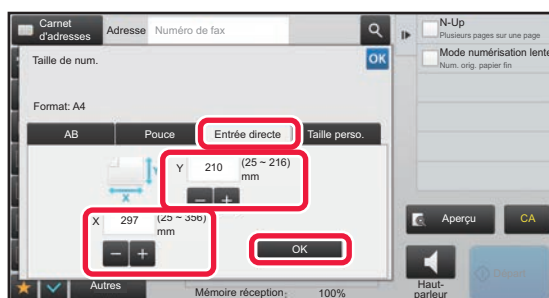 Carnet
d'adresses
Adresse
Numéro de fax
N-Up
Plusieurs pages sur une page
Mode numérisation lente
Num. orig. papier fin
Taille de num.
OK
Format: A4
AB
Pouce
Entrée directe
Taille perso.
Y
210
(25 ~ 216)
mm
X
X
297
(25 ~ 356)
mm
OK
Aperçu
CA
Autres
Mémoire réception:
100%
Haut-
parleur
Départ